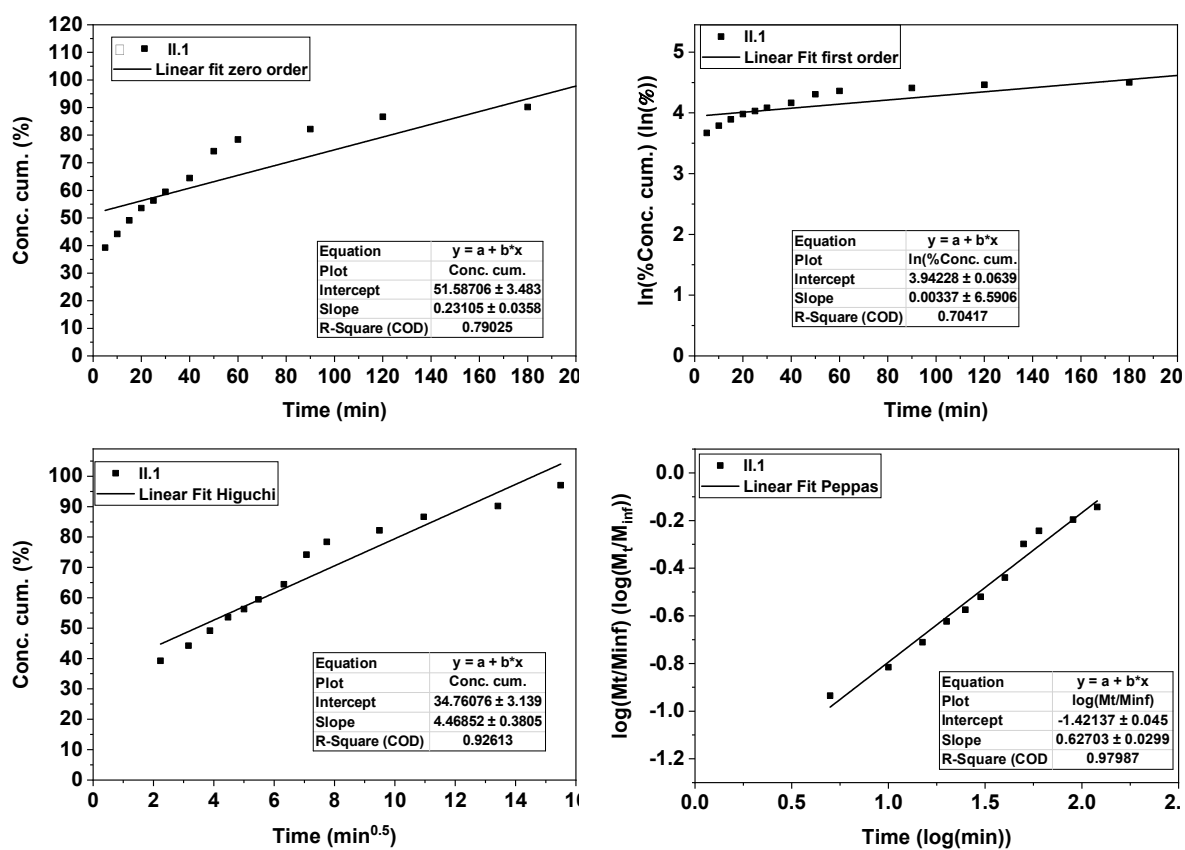 II.1
Linear fit zero order
Conc. cum. (%)
120
110
100
90
80
70
60
50
40
30
20
10
0
Equation y = a + b*x
Plot Conc. cum.
Intercept 51.58706 ± 3.483
Slope 0.23105 ± 0.0358
R-Square (COD) 0.79025
0 20 40 60 80 100 120 140 160 180 20
Time (min)
II.1
Linear Fit first order
ln(%Conc. cum.) (ln(%))
5
4
3
2
1
0
Equation y = a + b*x
Plot ln(%Conc. cum.
Intercept 3.94228 ± 0.0639
Slope 0.00337 ± 6.5906
R-Square (COD) 0.70417
0 20 40 60 80 100 120 140 160 180 20
Time (min)
II.1
Linear Fit Higuchi
Conc. cum. (%)
100
90
80
70
60
50
40
30
20
10
0
Equation y = a + b*x
Plot Conc. cum.
Intercept 34.76076 ± 3.139
Slope 4.46852 ± 0.3805
R-Square (COD) 0.92613
0 2 4 6 8 10 12 14 16
Time (min^0.5)
II.1
Linear Fit Peppas
log(Mt/Minf) (log(M_t/M_inf))
0.0
-0.2
-0.4
-0.6
-0.8
-1.0
-1.2
Equation y = a + b*x
Plot log(Mt/Minf)
Intercept -1.42137 ± 0.045
Slope 0.62703 ± 0.0299
R-Square (COD 0.97987
0.0 0.5 1.0 1.5 2.0 2.
Time (log(min))